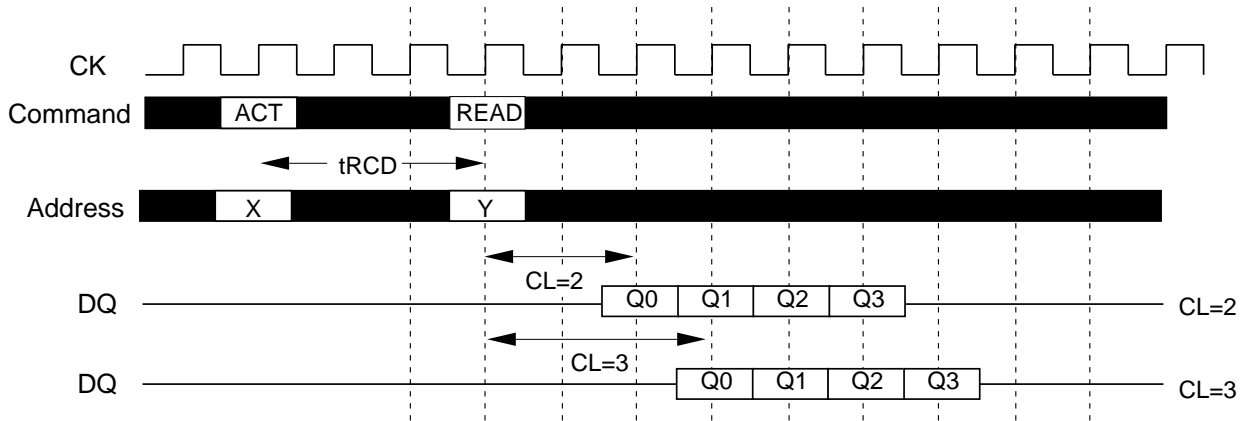 CK
Command ACT READ
tRCD
Address X Y
CL=2
DQ Q0 Q1 Q2 Q3 CL=2
CL=3
DQ Q0 Q1 Q2 Q3 CL=3